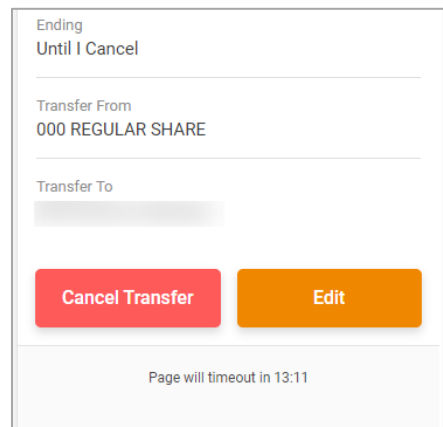 Ending
Until I Cancel
Transfer From
000 REGULAR SHARE
Transfer To
Cancel Transfer
Edit
Page will timeout in 13:11